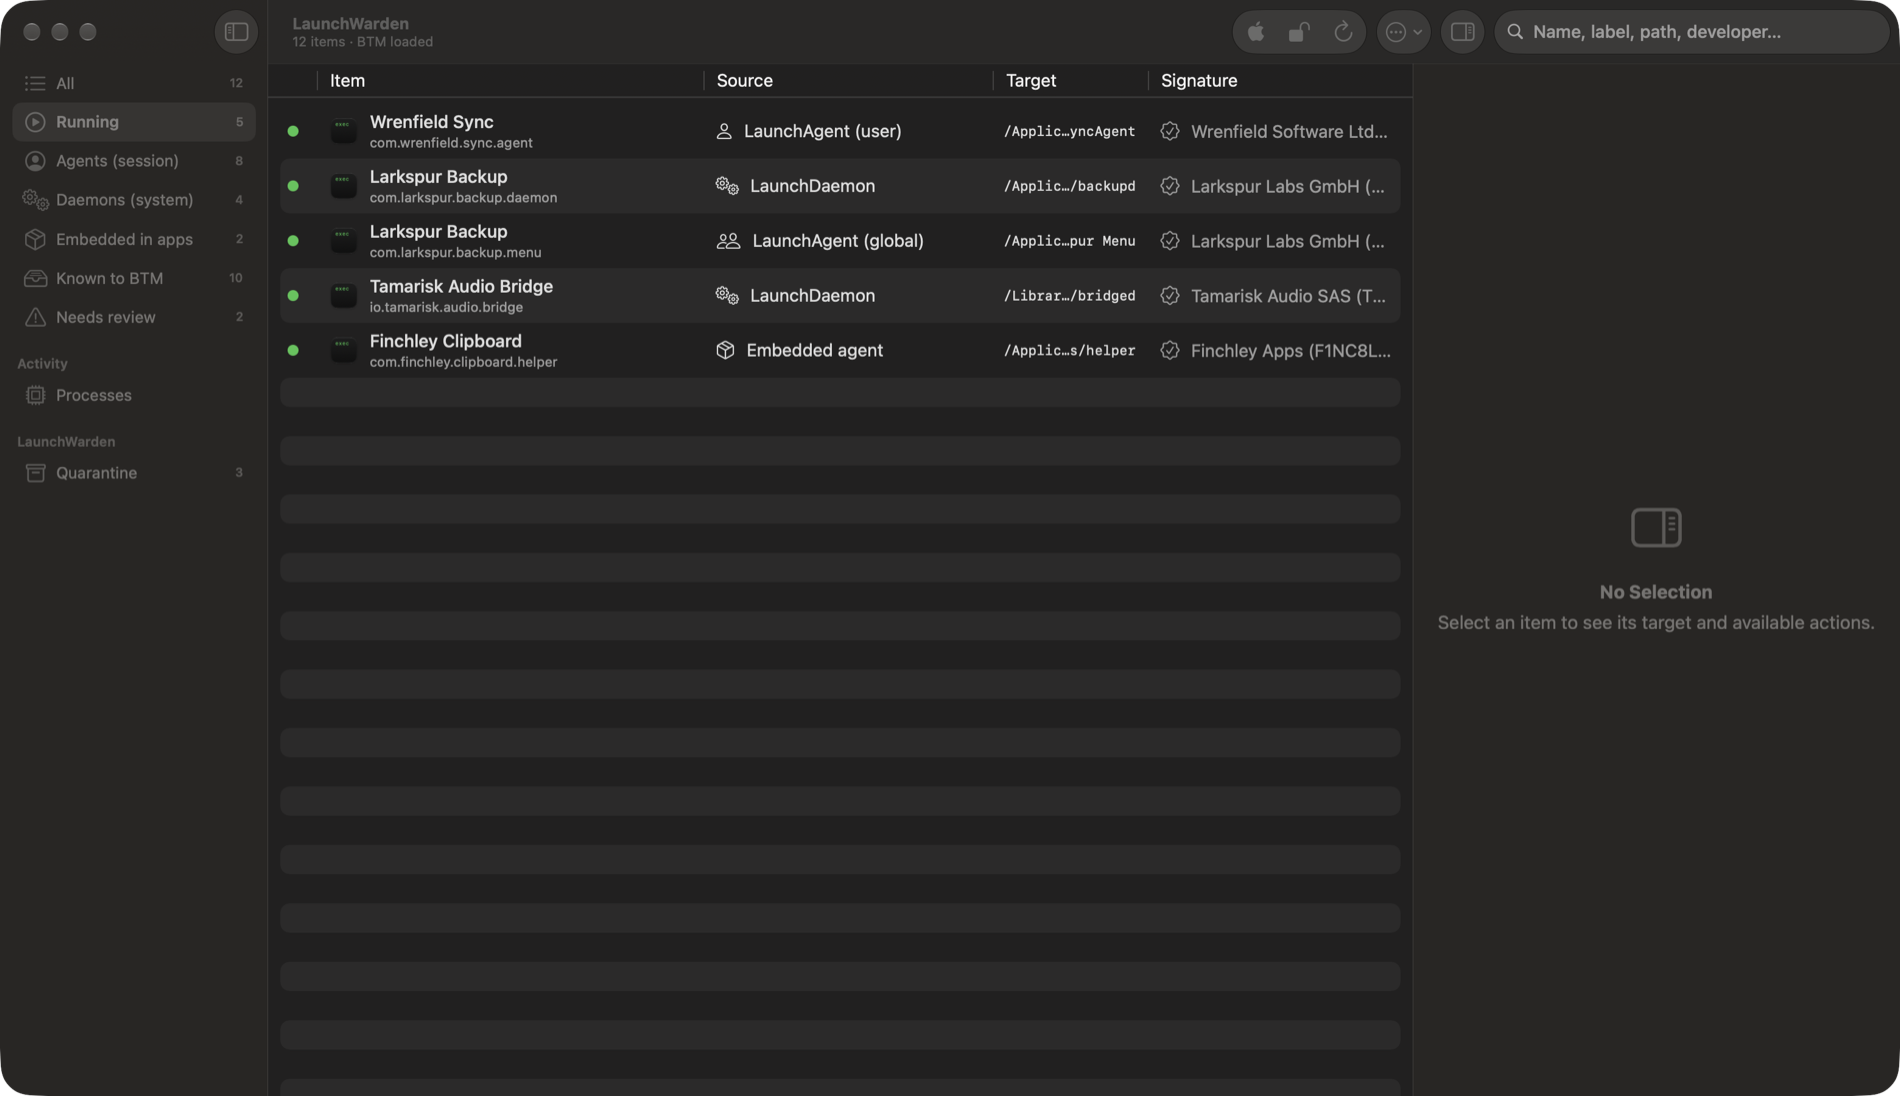 LaunchWarden
12 items · BTM loaded
Name, label, path, developer...
All 12
Running 5
Agents (session) 8
Daemons (system) 4
Embedded in apps 2
Known to BTM 10
Needs review 2
Activity
Processes
LaunchWarden
Quarantine 3
Item Source Target Signature
Wrenfield Sync
com.wrenfield.sync.agent
LaunchAgent (user) /Applic…yncAgent Wrenfield Software Ltd...
Larkspur Backup
com.larkspur.backup.daemon
LaunchDaemon /Applic…/backupd Larkspur Labs GmbH (...
Larkspur Backup
com.larkspur.backup.menu
LaunchAgent (global) /Applic…pur Menu Larkspur Labs GmbH (...
Tamarisk Audio Bridge
io.tamarisk.audio.bridge
LaunchDaemon /Librar…/bridged Tamarisk Audio SAS (T...
Finchley Clipboard
com.finchley.clipboard.helper
Embedded agent /Applic…s/helper Finchley Apps (F1NC8L...
No Selection
Select an item to see its target and available actions.